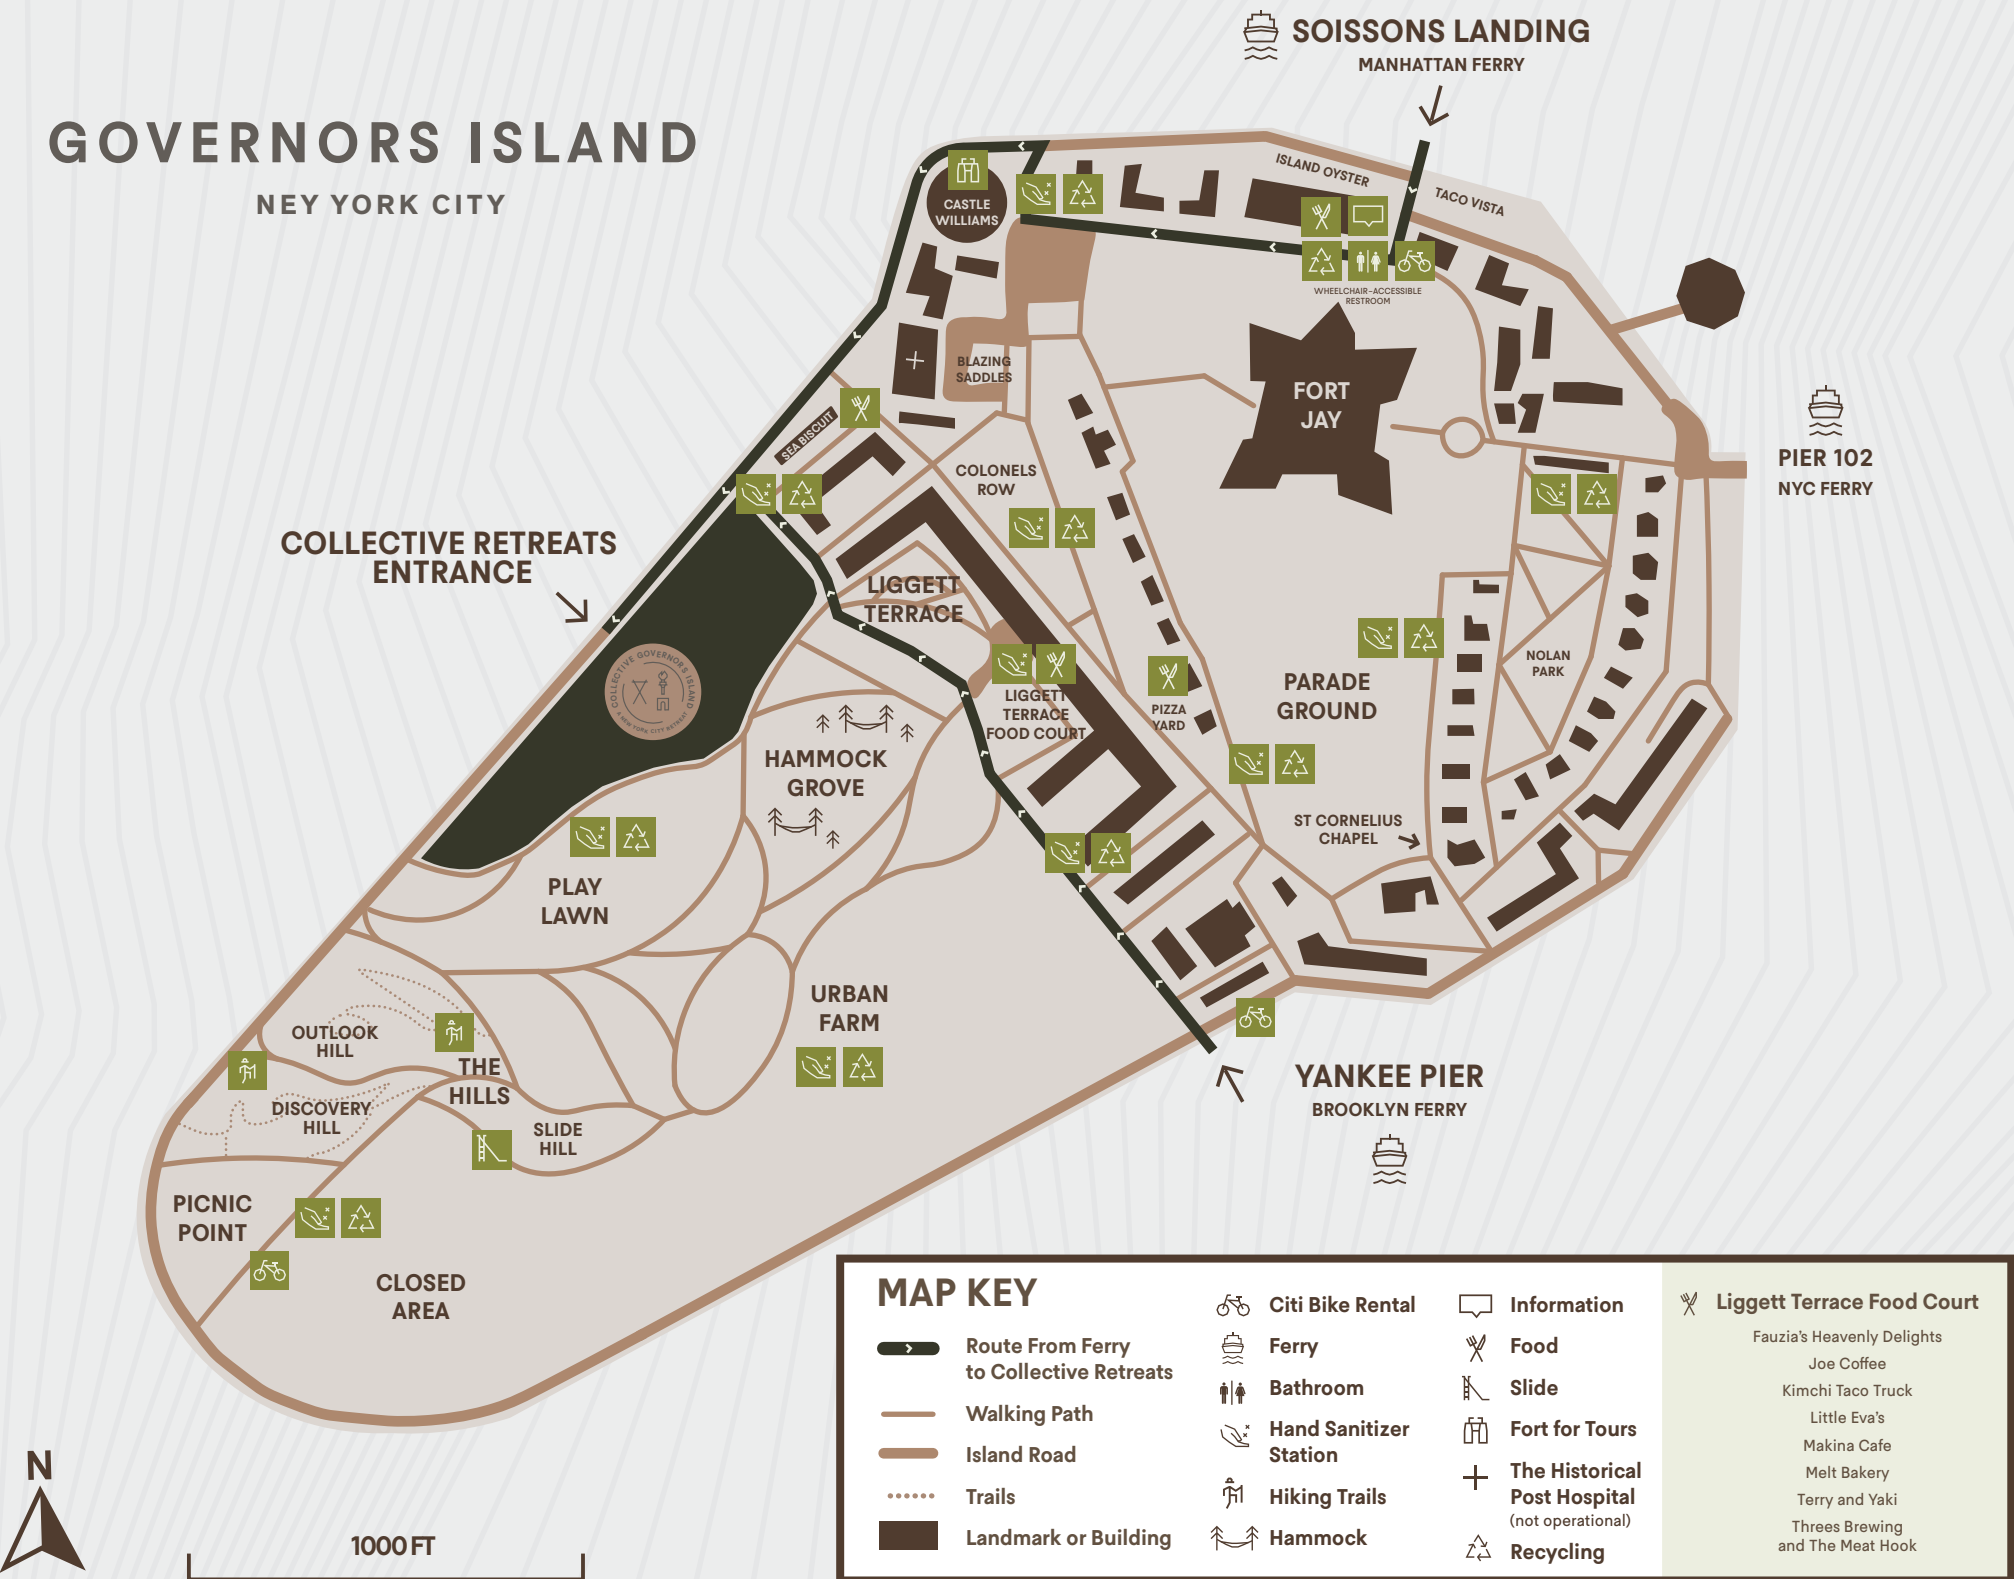 SOISSONS LANDING
MANHATTAN FERRY
GOVERNORS ISLAND
NEY YORK CITY
ISLAND OYSTER
TACO VISTA
CASTLE
WILLIAMS
WHEELCHAIR-ACCESSIBLE
RESTROOM
BLAZING
SADDLES
FORT
JAY
SEA BISCUIT
COLONELS
ROW
PIER 102
NYC FERRY
COLLECTIVE RETREATS
ENTRANCE
LIGGETT
TERRACE
COLLECTIVE GOVERNORS ISLAND
A NEW YORK CITY RETREAT
NOLAN
PARK
LIGGETT
TERRACE
FOOD COURT
PIZZA
YARD
PARADE
GROUND
HAMMOCK
GROVE
ST CORNELIUS
CHAPEL
PLAY
LAWN
URBAN
FARM
OUTLOOK
HILL
THE
HILLS
DISCOVERY
HILL
SLIDE
HILL
YANKEE PIER
BROOKLYN FERRY
PICNIC
POINT
CLOSED
AREA
N
1000 FT
MAP KEY
Route From Ferry
to Collective Retreats
Walking Path
Island Road
Trails
Landmark or Building
Citi Bike Rental
Ferry
Bathroom
Hand Sanitizer
Station
Hiking Trails
Hammock
Information
Food
Slide
Fort for Tours
The Historical
Post Hospital
(not operational)
Recycling
Liggett Terrace Food Court
Fauzia's Heavenly Delights
Joe Coffee
Kimchi Taco Truck
Little Eva's
Makina Cafe
Melt Bakery
Terry and Yaki
Threes Brewing
and The Meat Hook